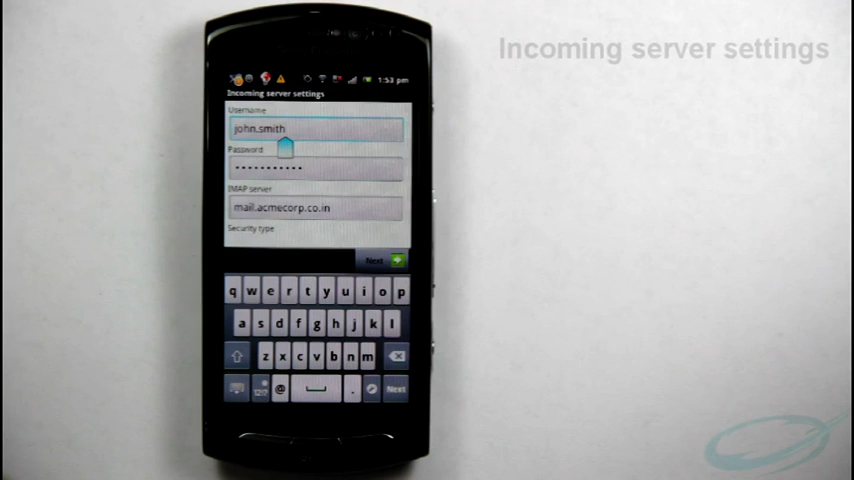 Incoming server settings
1:53 pm
Incoming server settings
Username
john.smith
Password
IMAP server
mail.acmecorp.co.in
Security type
Next
q w e r t y u i o p
a s d f g h j k l
z x c v b n m
@ . Next